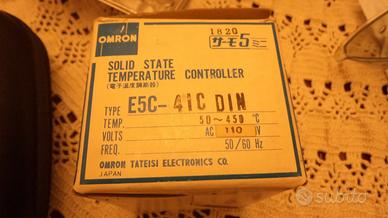 1820
OMRON
サーモ5ミニ
SOLID STATE
TEMPERATURE CONTROLLER
(電子温度調節器)
TYPE E5C-41C DIN
TEMP. 50~450 °C
VOLTS AC 110 V
FREQ. 50/60 Hz
OMRON TATEISI ELECTRONICS CO.
JAPAN
subito